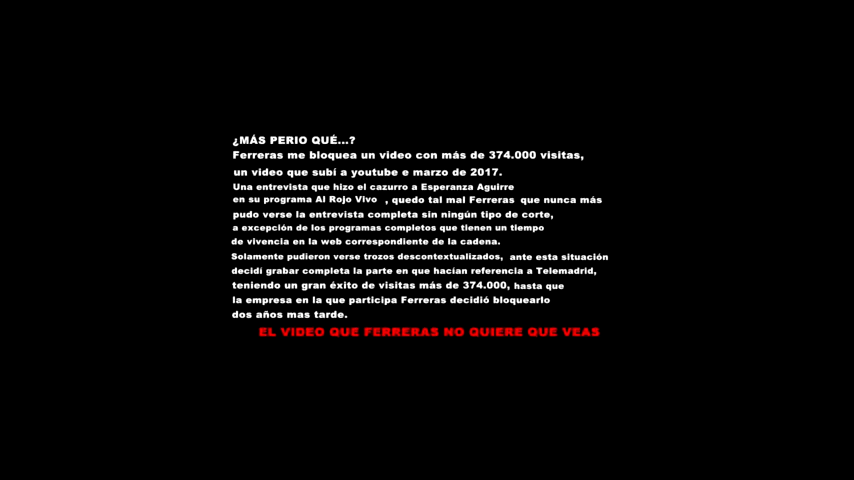 ¿MÁS PERIO QUÉ...?
Ferreras me bloquea un video con más de 374.000 visitas,
un video que subí a youtube e marzo de 2017.
Una entrevista que hizo el cazurro a Esperanza Aguirre
en su programa Al Rojo Vivo , quedo tal mal Ferreras que nunca más
pudo verse la entrevista completa sin ningún tipo de corte,
a excepción de los programas completos que tienen un tiempo
de vivencia en la web correspondiente de la cadena.
Solamente pudieron verse trozos descontextualizados, ante esta situación
decidí grabar completa la parte en que hacían referencia a Telemadrid,
teniendo un gran éxito de visitas más de 374.000, hasta que
la empresa en la que participa Ferreras decidió bloquearlo
dos años mas tarde.
EL VIDEO QUE FERRERAS NO QUIERE QUE VEAS